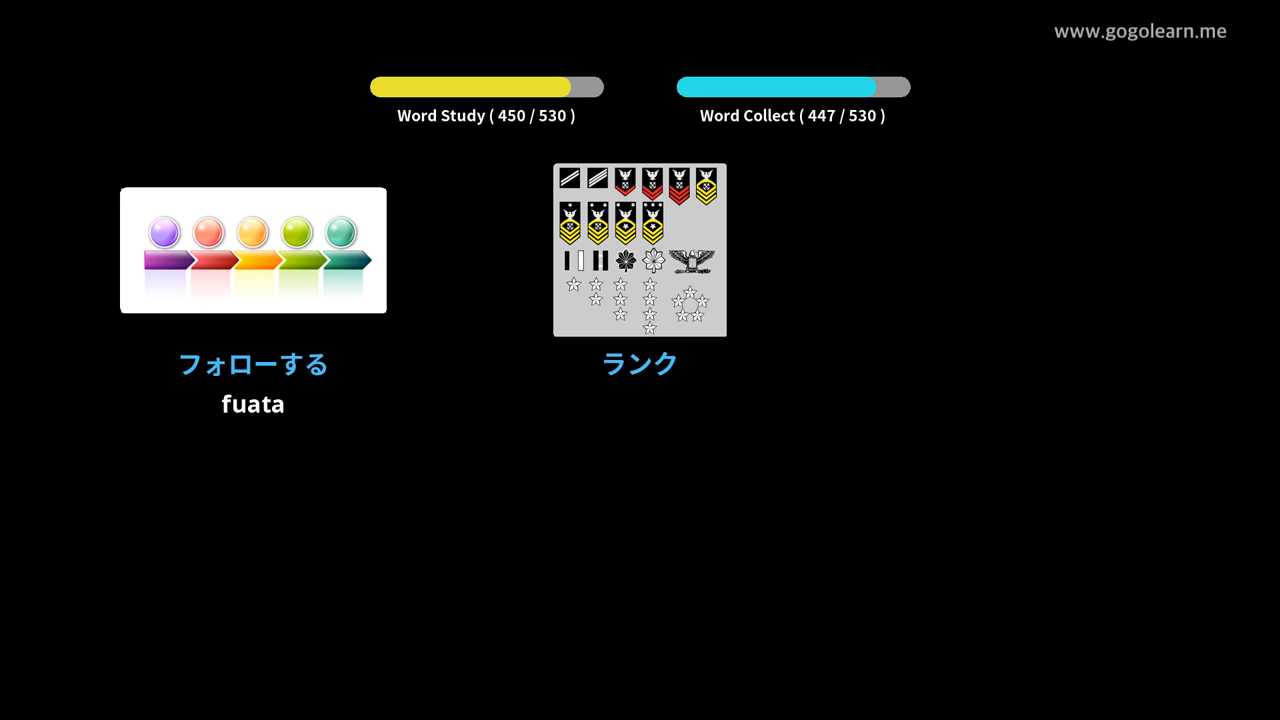 www.gogolearn.me
Word Study ( 450 / 530 )
Word Collect ( 447 / 530 )
フォローする
ランク
fuata